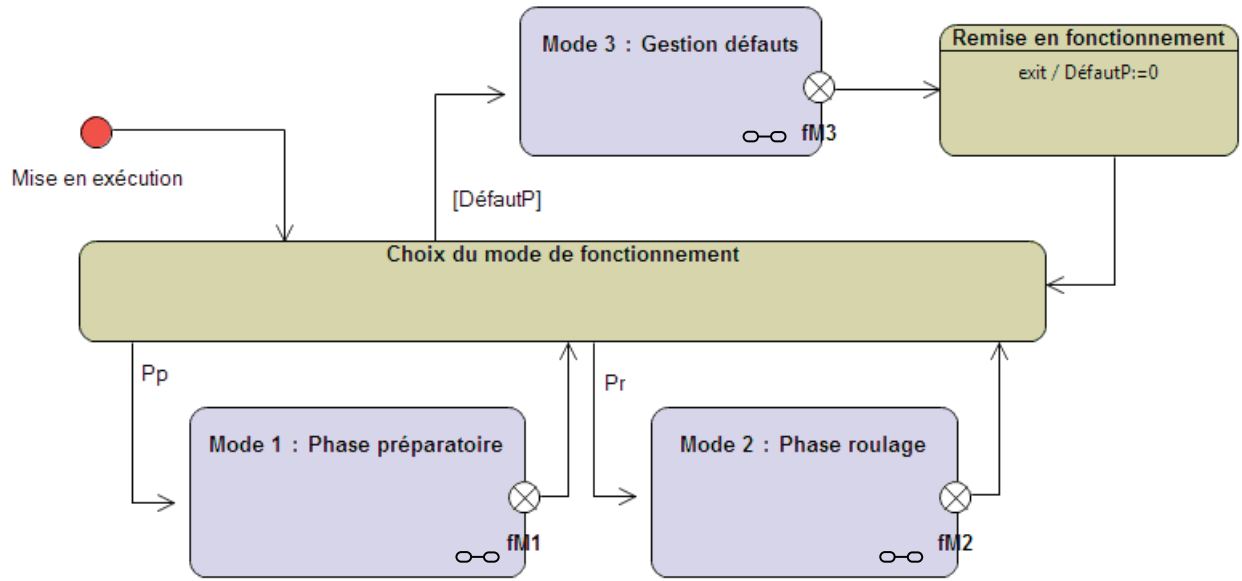 Mode 3 : Gestion défauts
Remise en fonctionnement
exit / DéfautP:=0
fM3
Mise en exécution
[DéfautP]
Choix du mode de fonctionnement
Pp
Pr
Mode 1 : Phase préparatoire
Mode 2 : Phase roulage
fM1
fM2